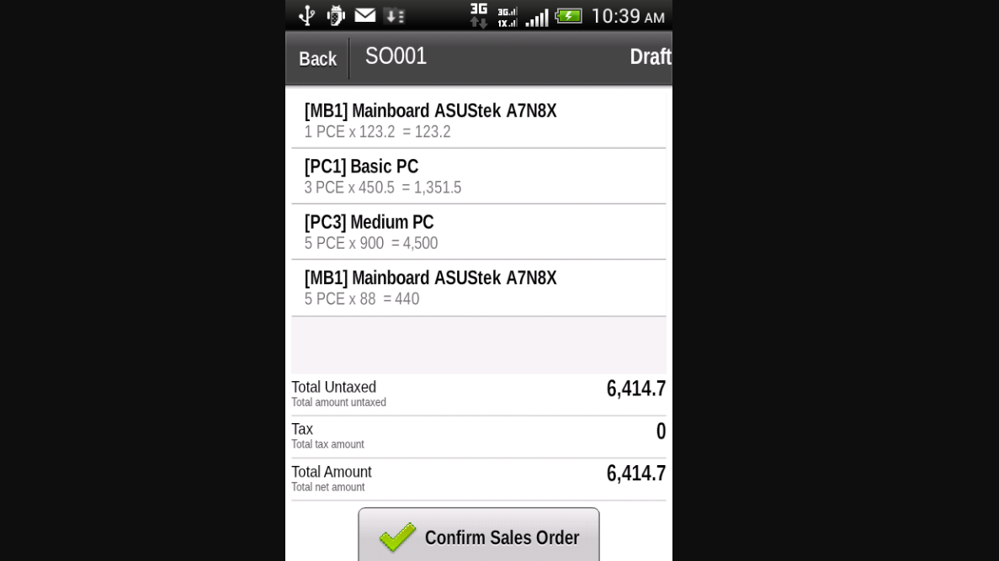 3G 3G 1X 10:39 AM
Back SO001 Draft
[MB1] Mainboard ASUStek A7N8X
1 PCE x 123.2 = 123.2
[PC1] Basic PC
3 PCE x 450.5 = 1,351.5
[PC3] Medium PC
5 PCE x 900 = 4,500
[MB1] Mainboard ASUStek A7N8X
5 PCE x 88 = 440
Total Untaxed 6,414.7
Total amount untaxed
Tax 0
Total tax amount
Total Amount 6,414.7
Total net amount
Confirm Sales Order